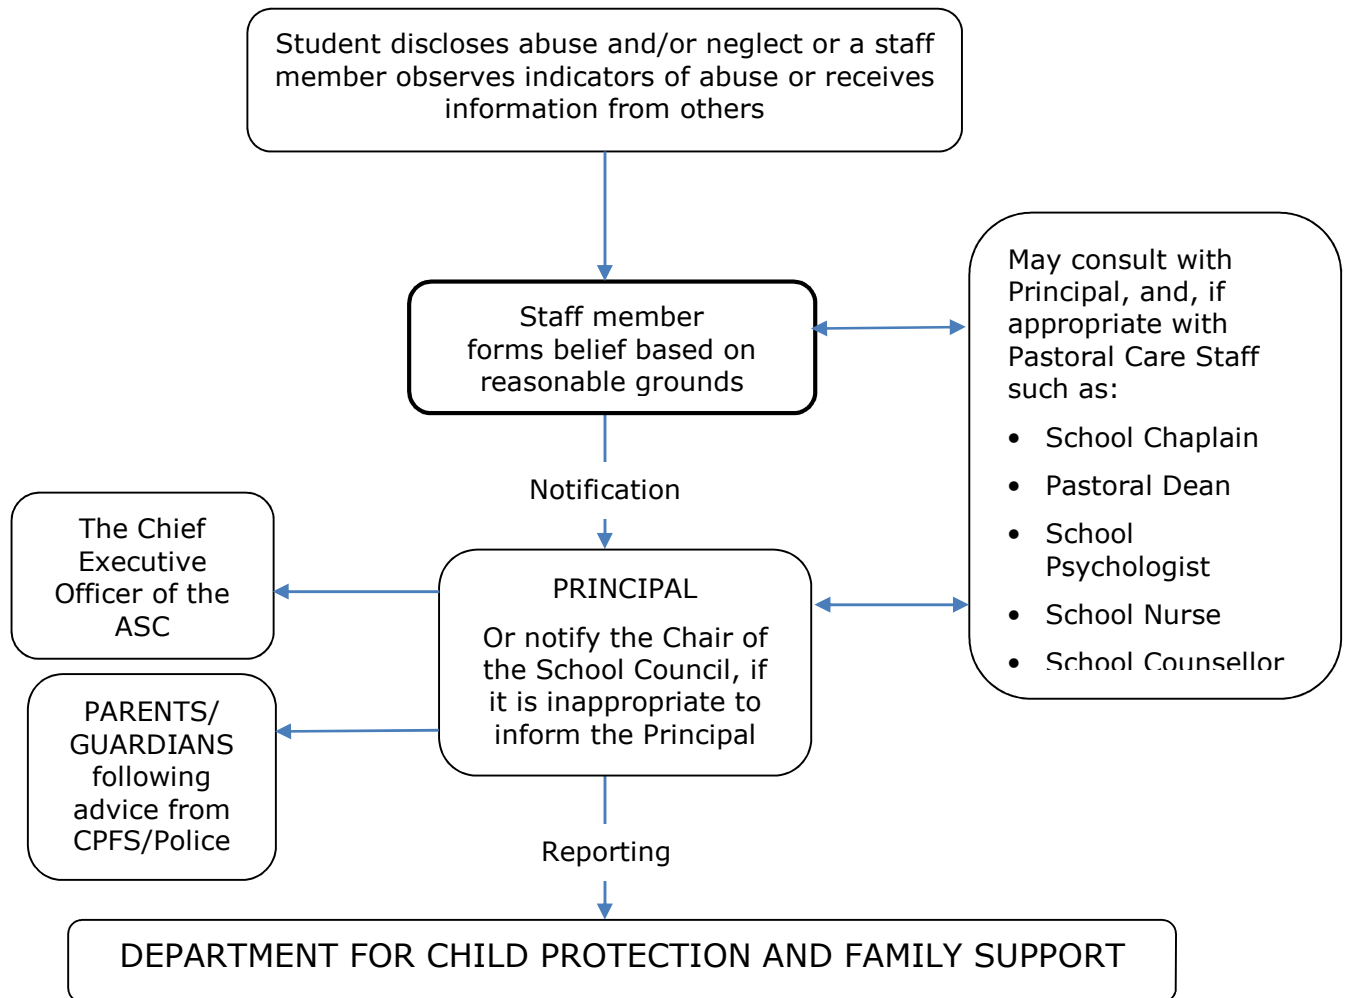 Student discloses abuse and/or neglect or a staff
member observes indicators of abuse or receives
information from others
May consult with
Principal, and, if
appropriate with
Pastoral Care Staff
such as:
• School Chaplain
• Pastoral Dean
• School
Psychologist
• School Nurse
• School Counsellor
Staff member
forms belief based on
reasonable grounds
Notification
The Chief
Executive
Officer of the
ASC
PRINCIPAL
Or notify the Chair of
the School Council, if
it is inappropriate to
inform the Principal
PARENTS/
GUARDIANS
following
advice from
CPFS/Police
Reporting
DEPARTMENT FOR CHILD PROTECTION AND FAMILY SUPPORT